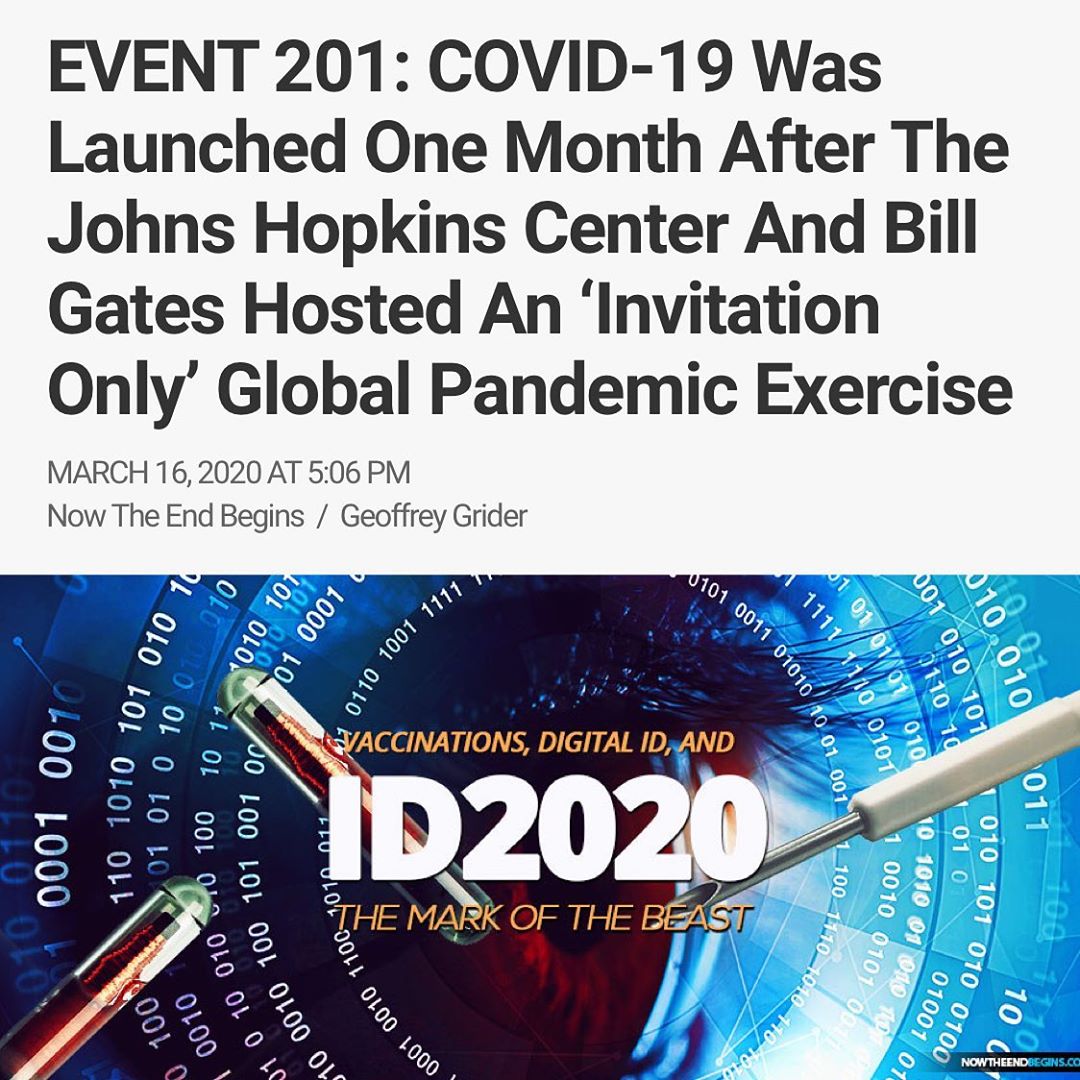 EVENT 201: COVID-19 Was
Launched One Month After The
Johns Hopkins Center And Bill
Gates Hosted An ‘Invitation
Only’ Global Pandemic Exercise
MARCH 16, 2020 AT 5:06 PM
Now The End Begins / Geoffrey Grider
VACCINATIONS, DIGITAL ID, AND
ID2020
THE MARK OF THE BEAST
NOWTHEENDBEGINS.CO